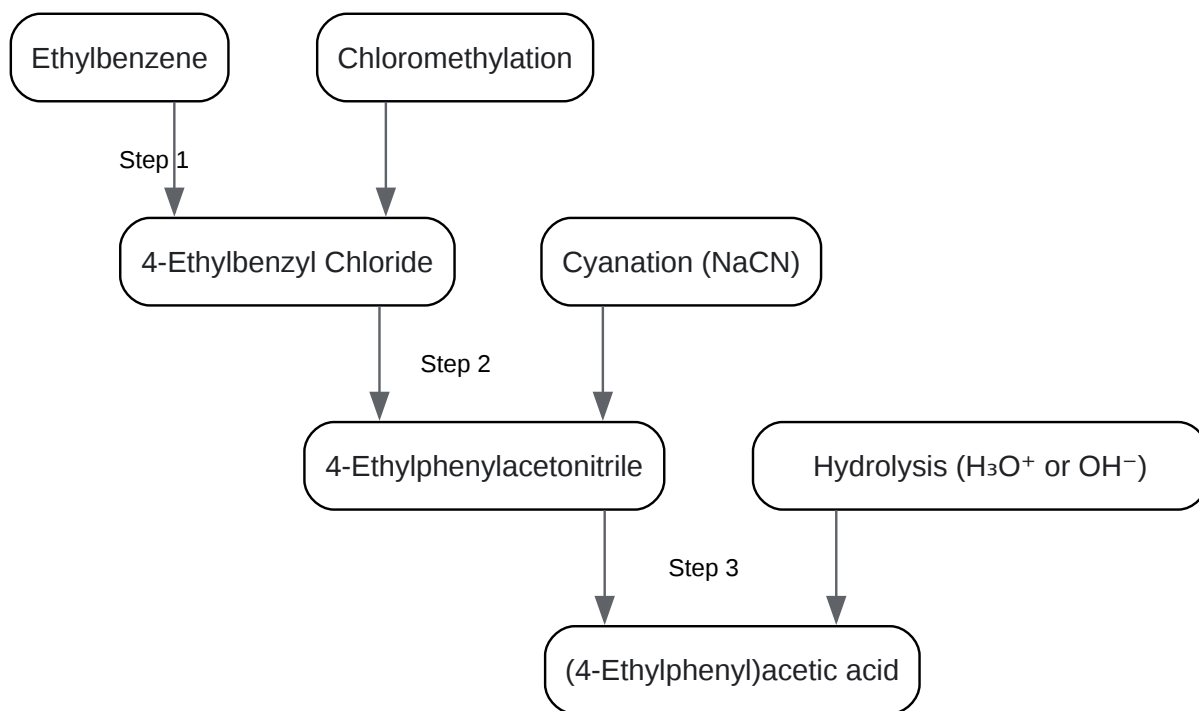 Ethylbenzene
Chloromethylation
Step 1
4-Ethylbenzyl Chloride
Cyanation (NaCN)
Step 2
4-Ethylphenylacetonitrile
Hydrolysis (H₃O⁺ or OH⁻)
Step 3
(4-Ethylphenyl)acetic acid